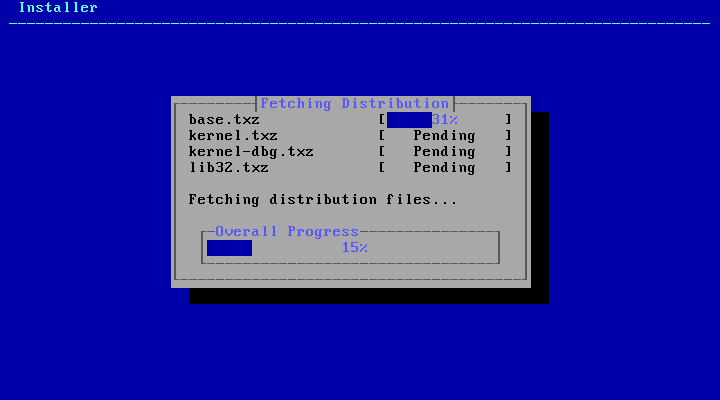 Installer
Fetching Distribution
base.txz [ 31% ]
kernel.txz [ Pending ]
kernel-dbg.txz [ Pending ]
lib32.txz [ Pending ]
Fetching distribution files...
Overall Progress
15%